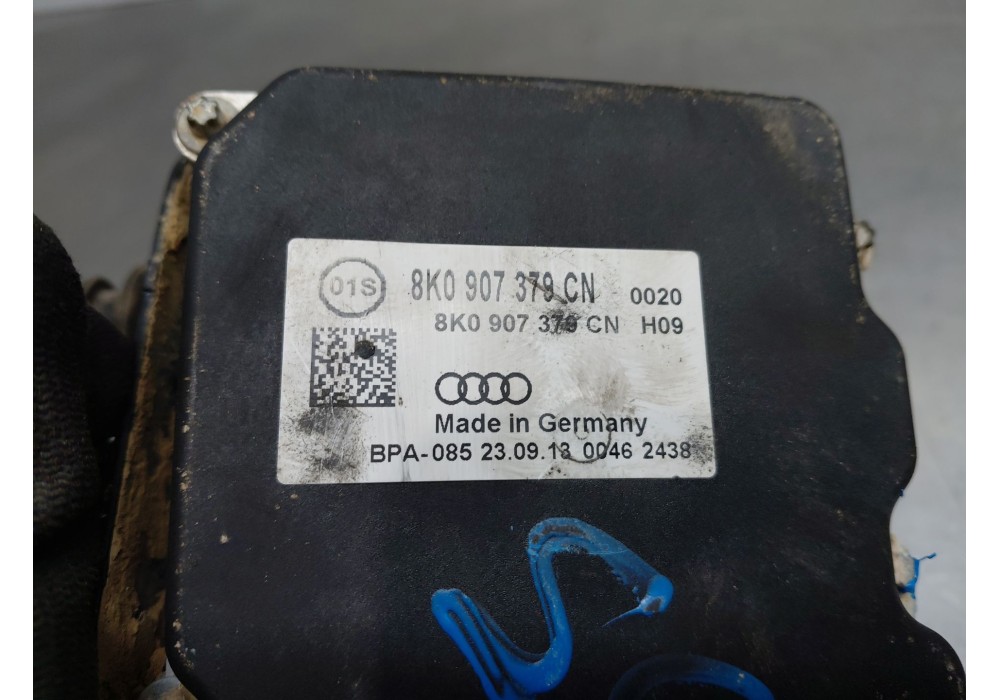 01S 8K0 907 379 CN 0020
8K0 907 379 CN H09
Made in Germany
BPA-085 23.09.13 0046 2438